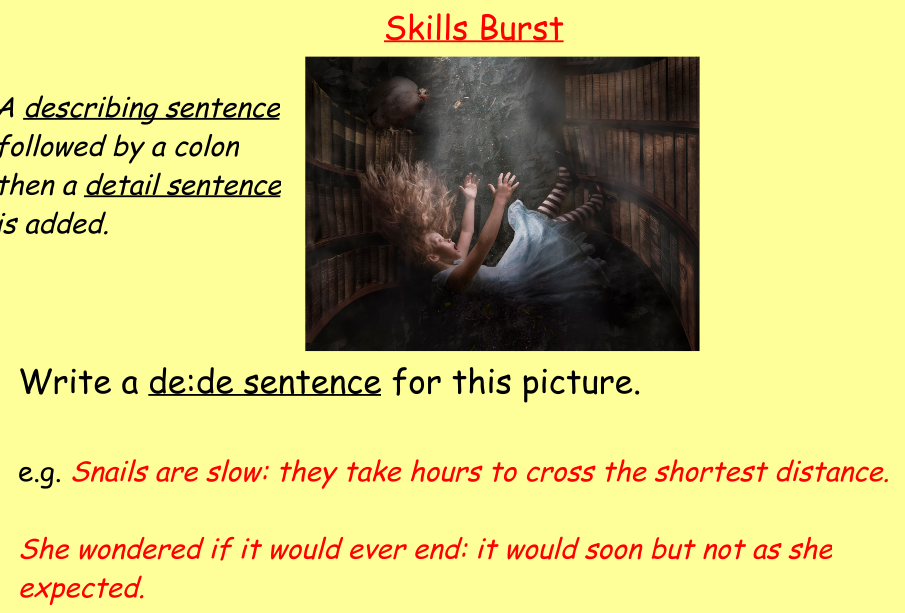 Skills Burst
A describing sentence
followed by a colon
then a detail sentence
is added.
Write a de:de sentence for this picture.
e.g. Snails are slow: they take hours to cross the shortest distance.
She wondered if it would ever end: it would soon but not as she
expected.